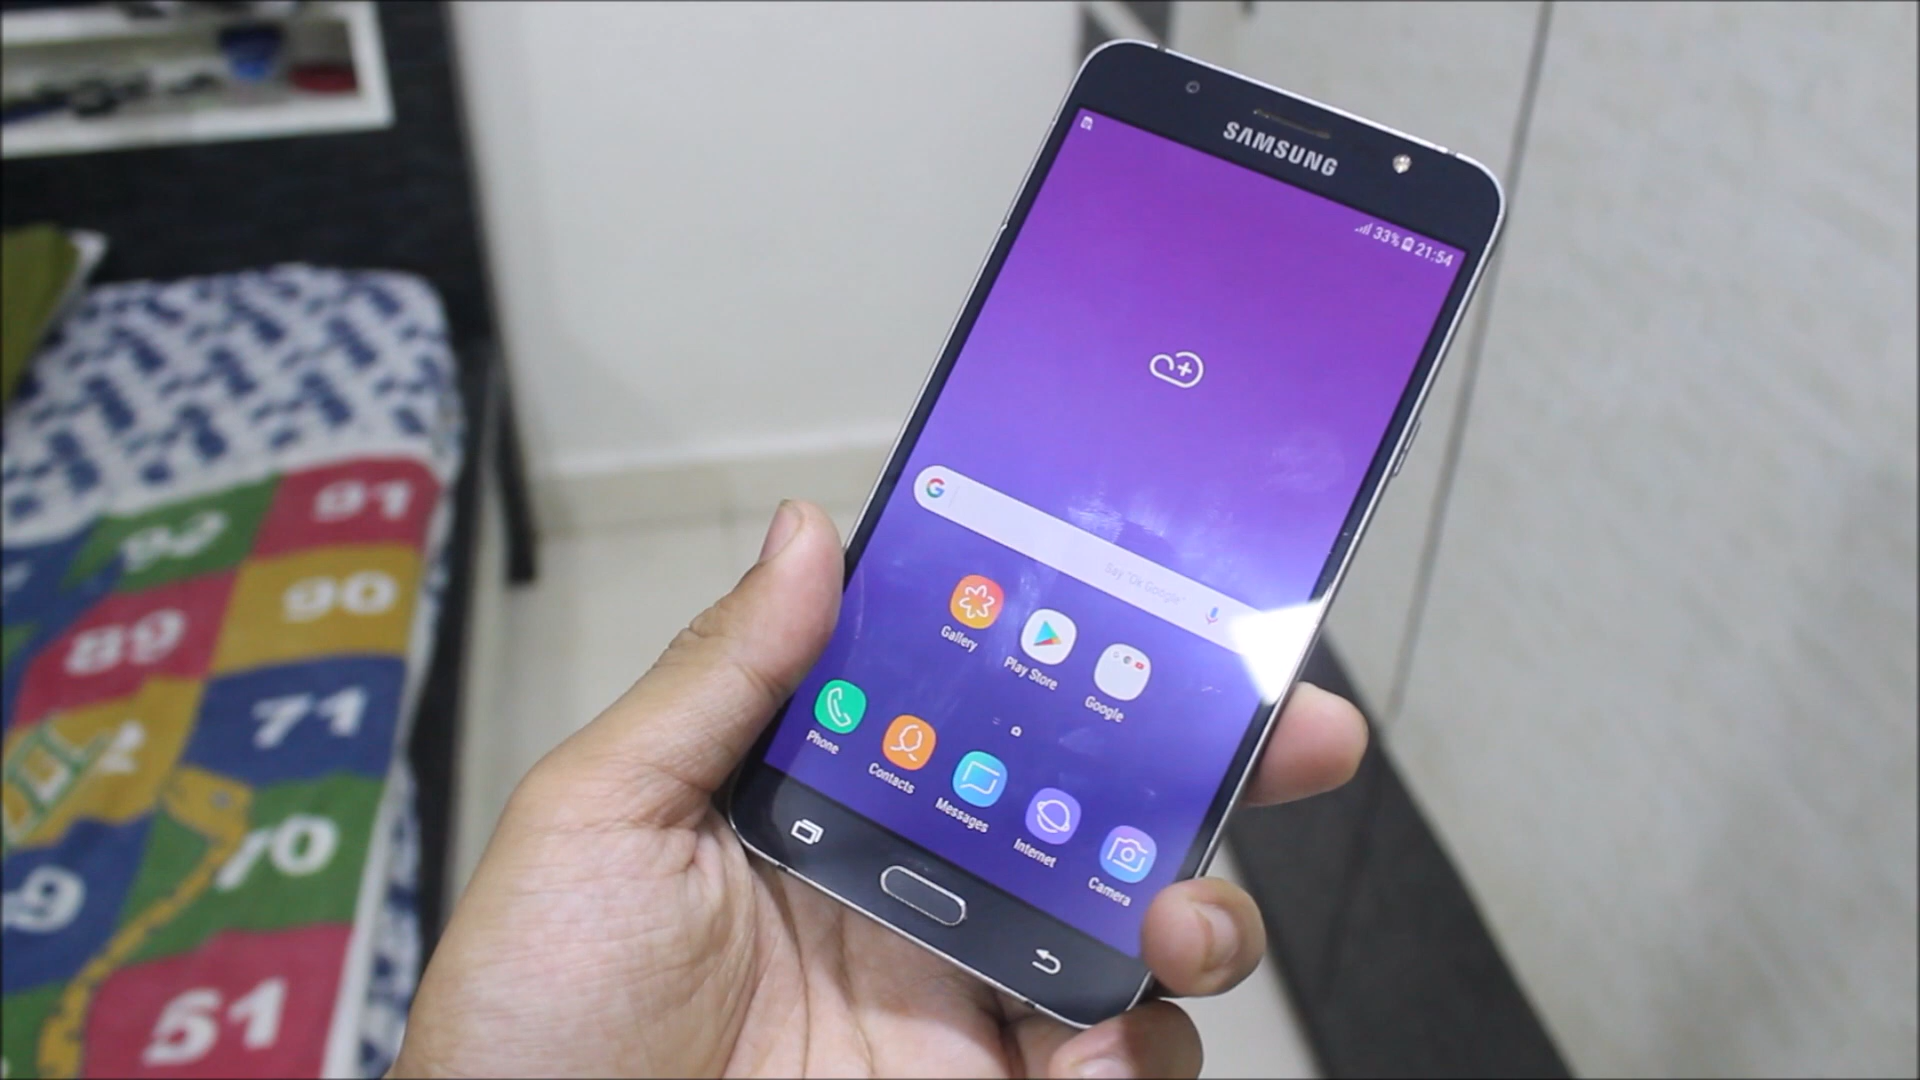 SAMSUNG
33% 21:54
G
Say "Ok Google"
Gallery
Play Store
Google
Phone
Contacts
Messages
Internet
Camera
92 91
89 90
71
70
51